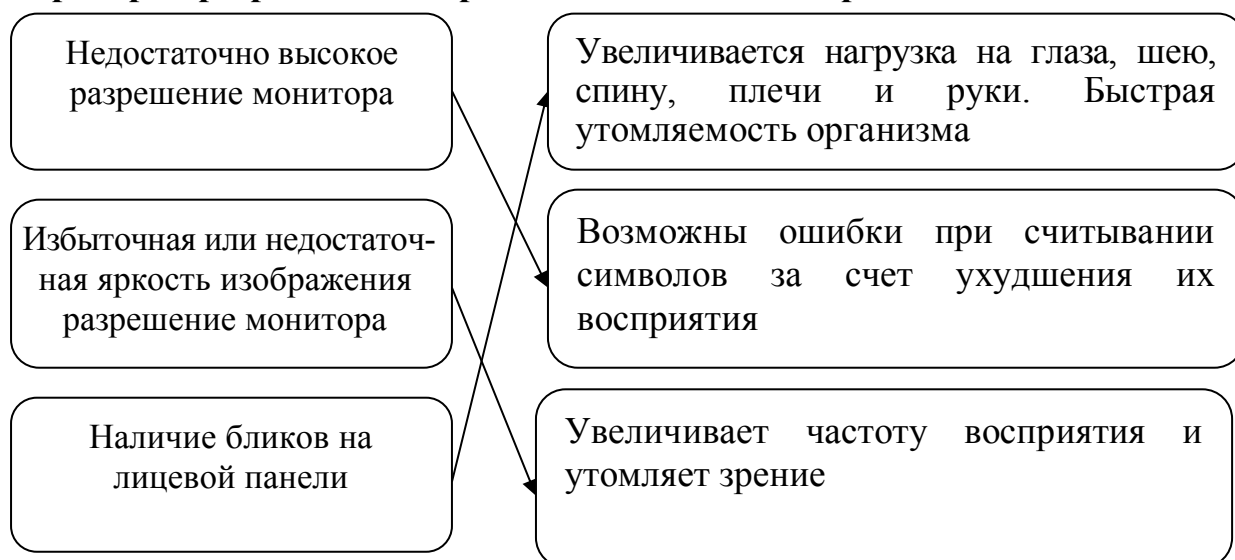 Недостаточно высокое
разрешение монитора
Увеличивается нагрузка на глаза, шею,
спину, плечи и руки. Быстрая
утомляемость организма
Избыточная или недостаточ-
ная яркость изображения
разрешение монитора
Возможны ошибки при считывании
символов за счет ухудшения их
восприятия
Наличие бликов на
лицевой панели
Увеличивает частоту восприятия и
утомляет зрение